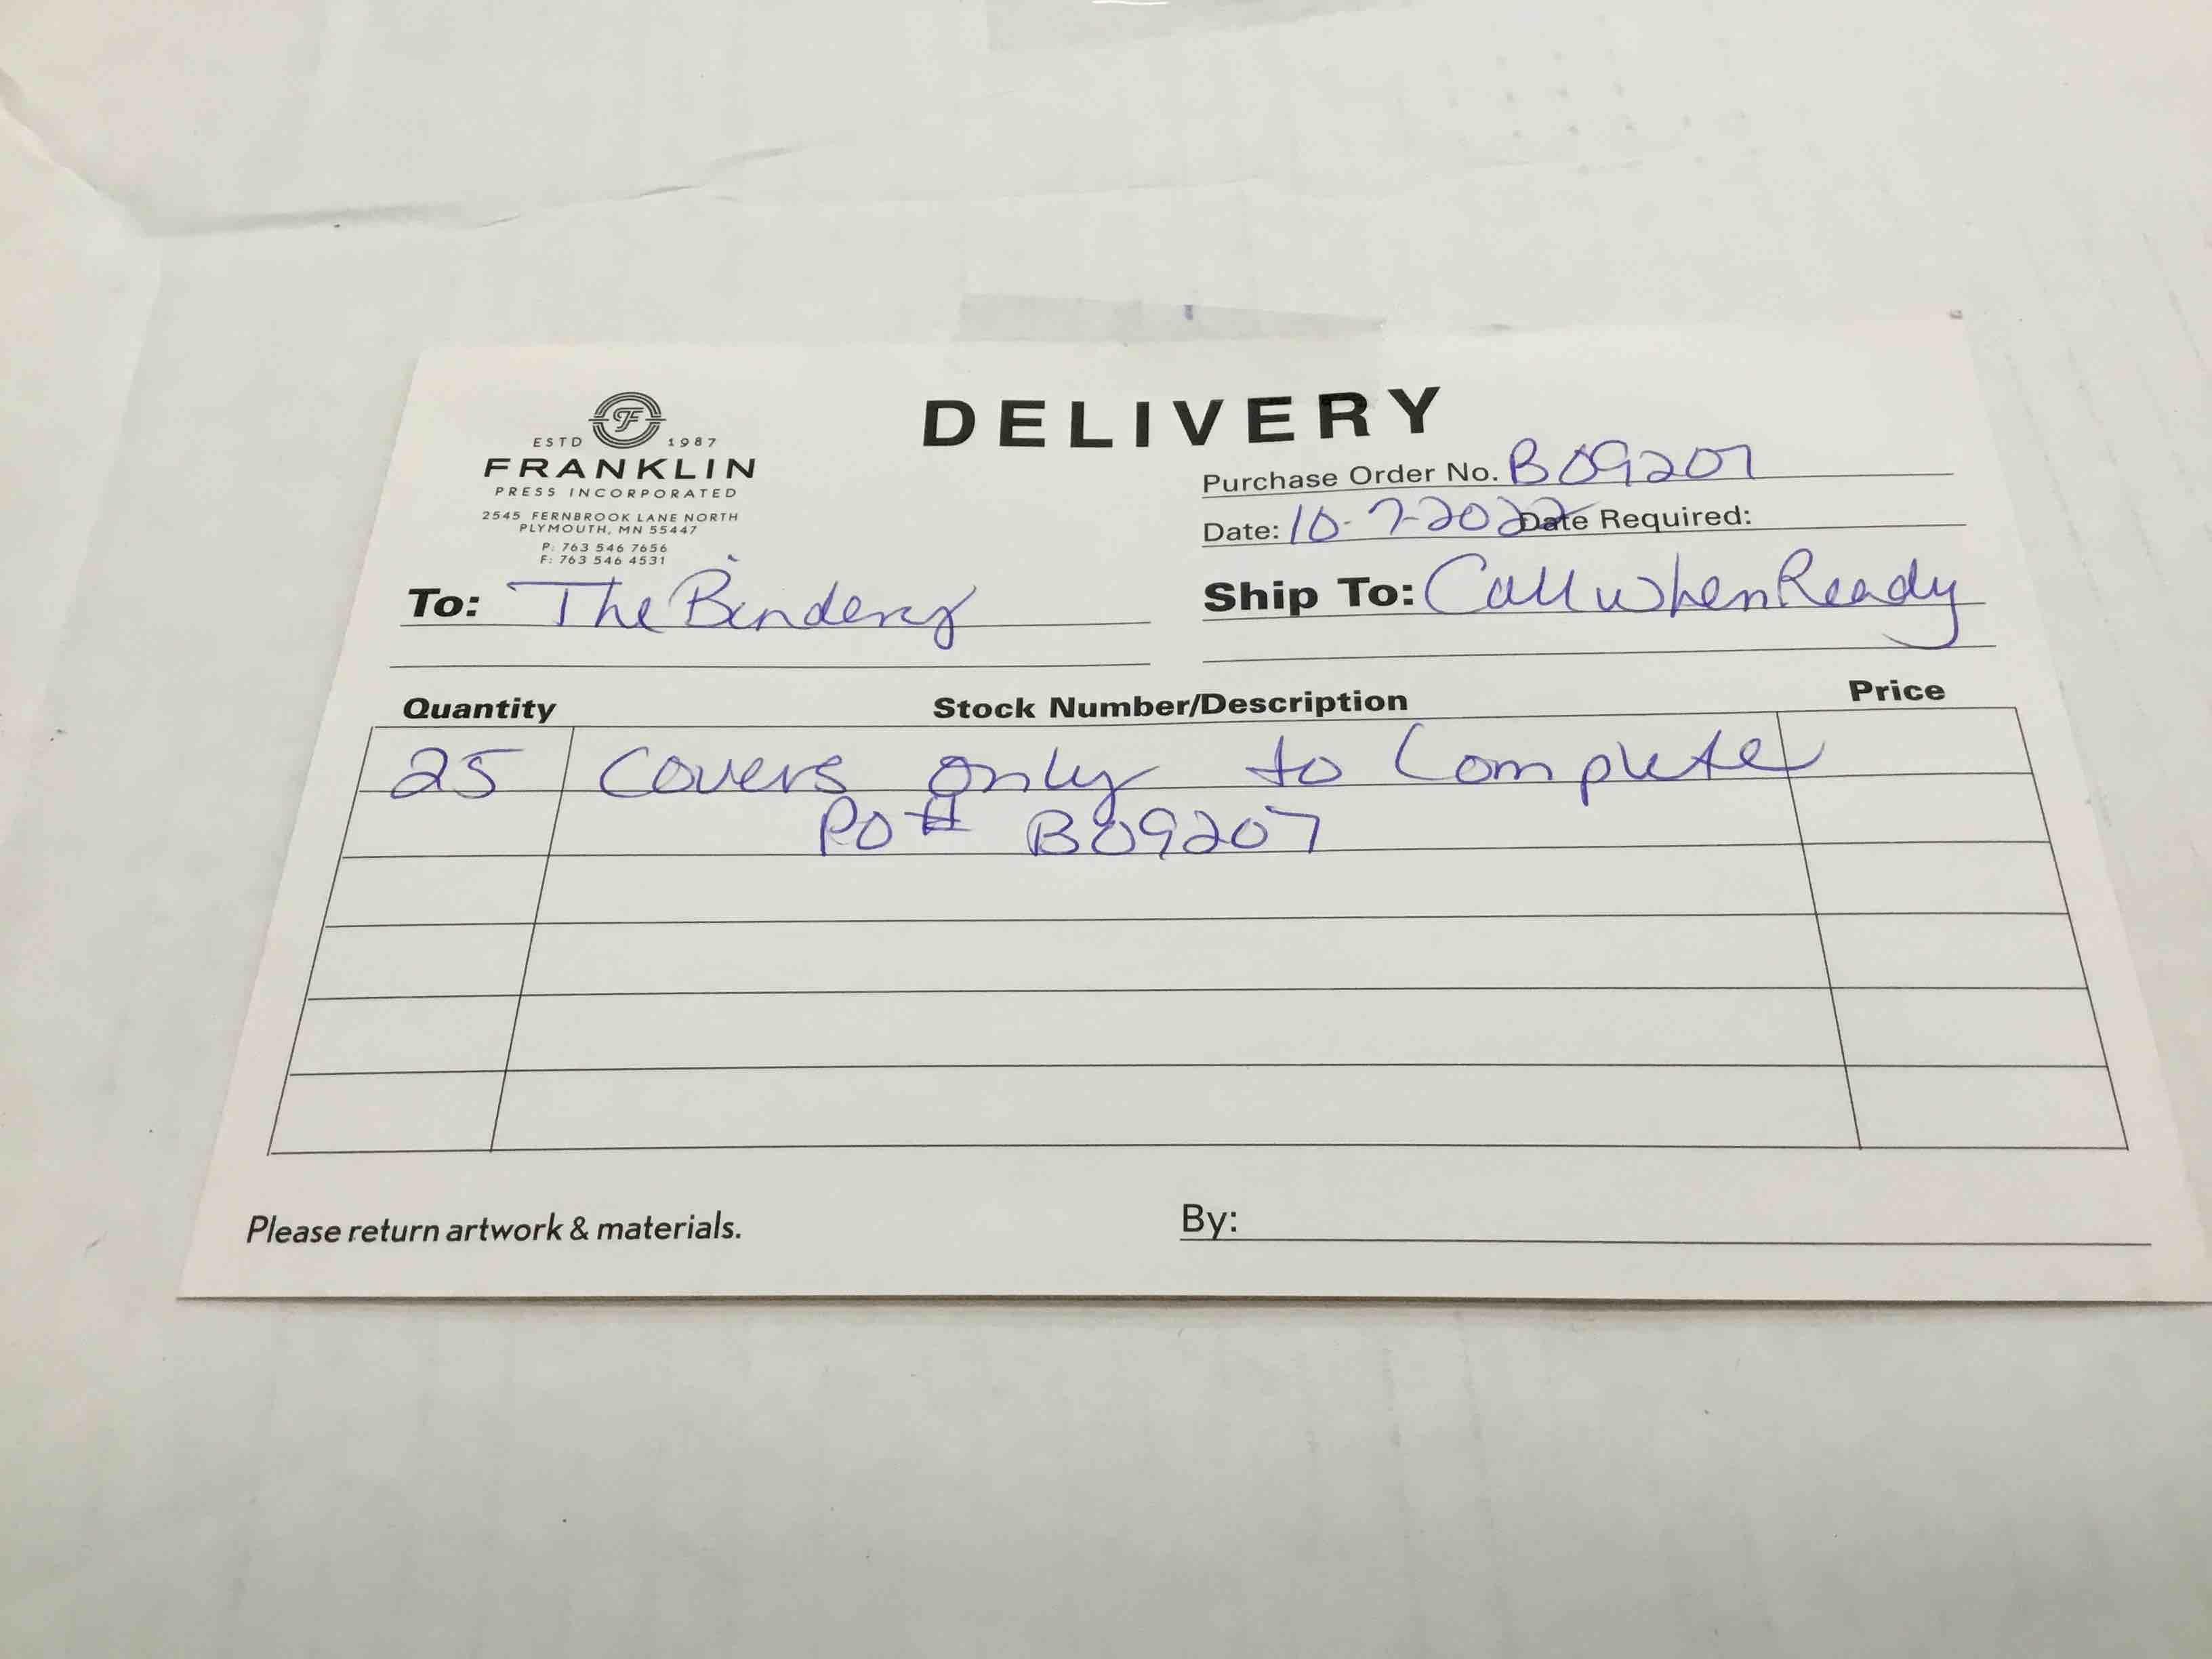 DELIVERY
ESTD 1987
FRANKLIN
PRESS INCORPORATED
2545 FERNBROOK LANE NORTH
PLYMOUTH, MN 55447
P: 763 546 7656
F: 763 546 4531
Purchase Order No. B09207
Date: 10-7-2022 Date Required:
To: The Bindery
Ship To: Call when Ready
Quantity Stock Number/Description Price
25 Covers only to Complete
PO# B09207
Please return artwork & materials. By: